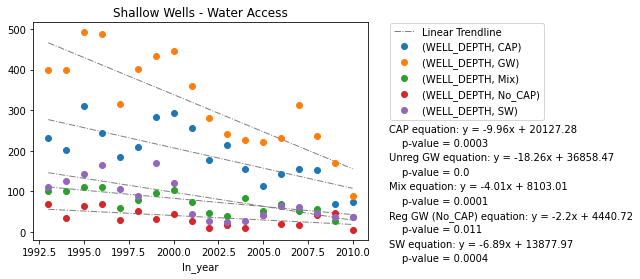 Shallow Wells - Water Access
500
400
300
200
100
0
1992.5 1995.0 1997.5 2000.0 2002.5 2005.0 2007.5 2010.0
In_year
Linear Trendline
(WELL_DEPTH, CAP)
(WELL_DEPTH, GW)
(WELL_DEPTH, Mix)
(WELL_DEPTH, No_CAP)
(WELL_DEPTH, SW)
CAP equation: y = -9.96x + 20127.28
p-value = 0.0003
Unreg GW equation: y = -18.26x + 36858.47
p-value = 0.0
Mix equation: y = -4.01x + 8103.01
p-value = 0.0001
Reg GW (No_CAP) equation: y = -2.2x + 4440.72
p-value = 0.011
SW equation: y = -6.89x + 13877.97
p-value = 0.0004